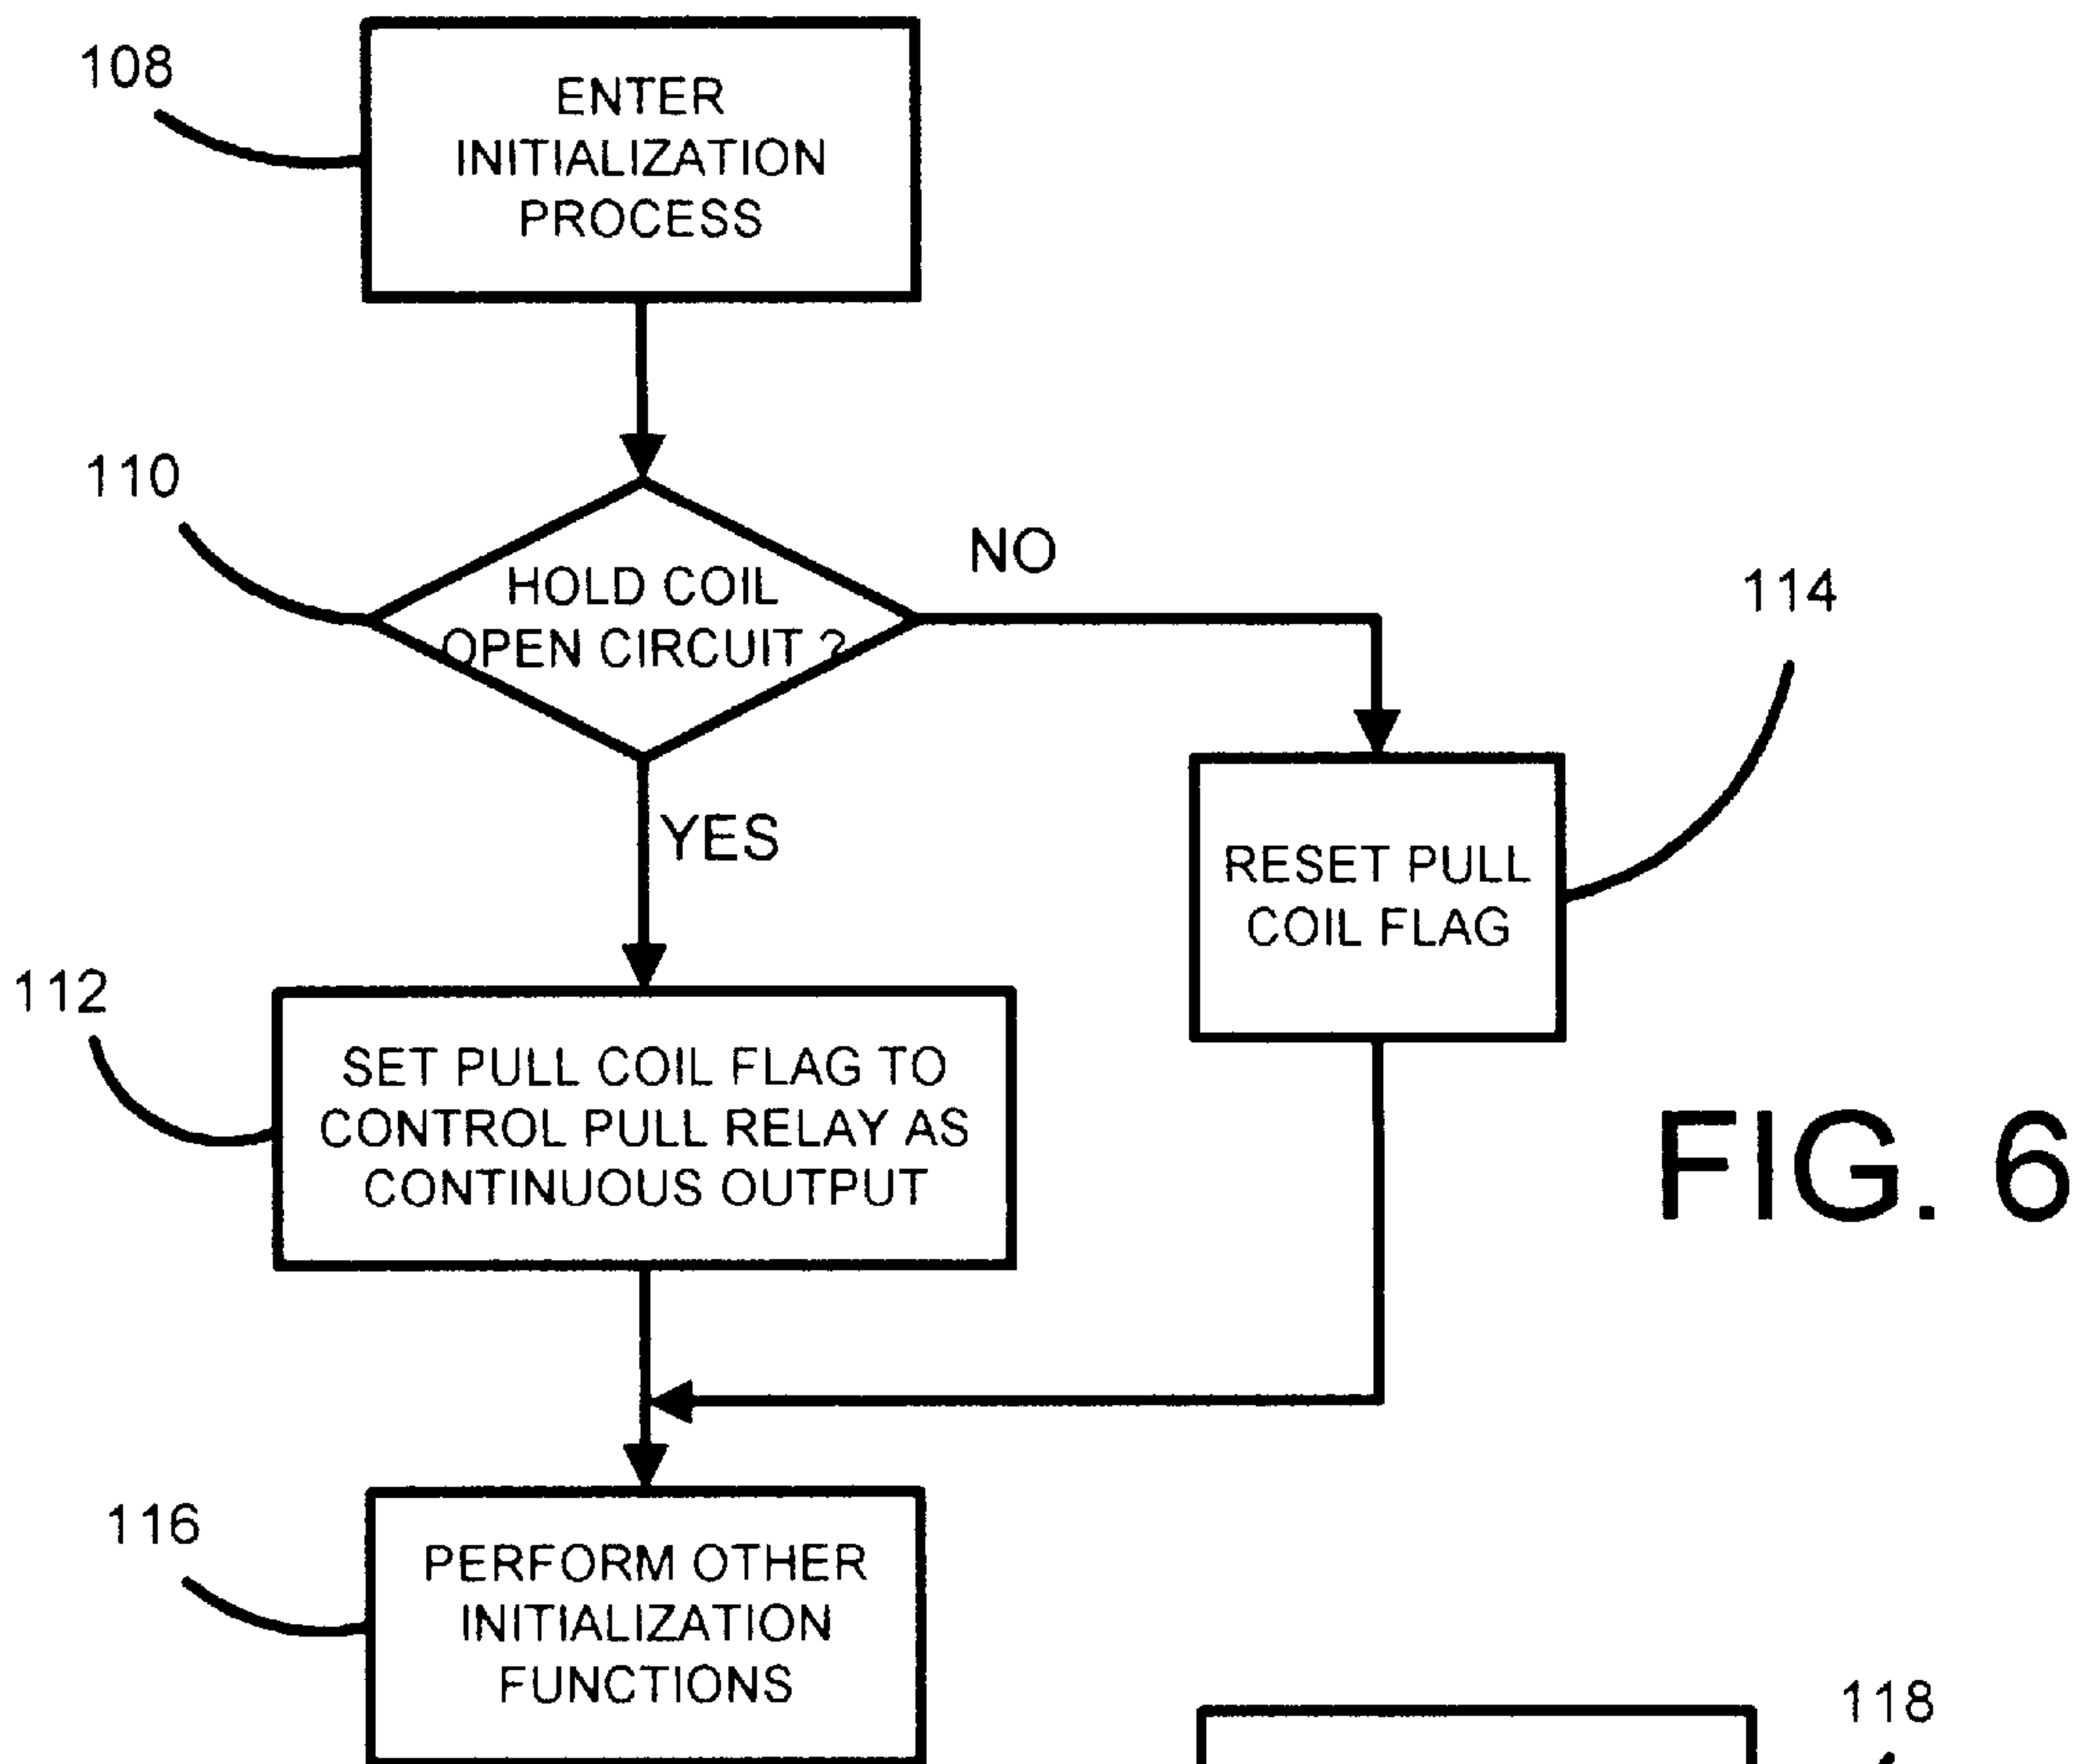 108
ENTER
INITIALIZATION
PROCESS
110
HOLD COIL
OPEN CIRCUIT ?
NO
114
YES
RESET PULL
COIL FLAG
112
SET PULL COIL FLAG TO
CONTROL PULL RELAY AS
CONTINUOUS OUTPUT
FIG. 6
116
PERFORM OTHER
INITIALIZATION
FUNCTIONS
118